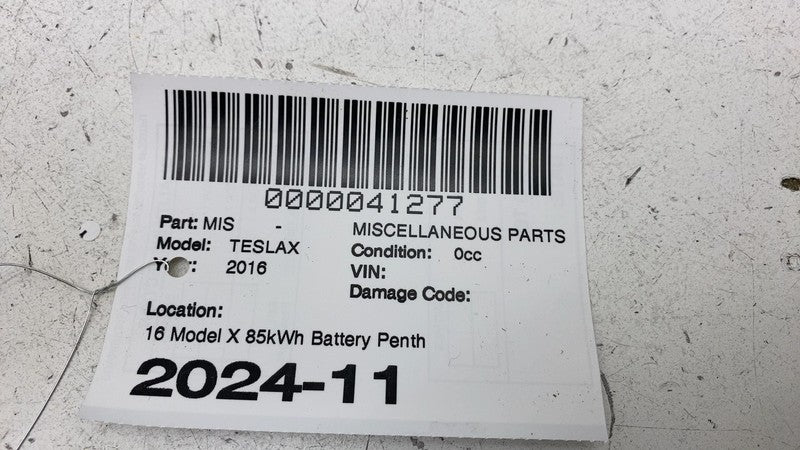 0000041277
Part: MIS - MISCELLANEOUS PARTS
Model: TESLAX Condition: 0cc
2016 VIN:
Damage Code:
Location:
16 Model X 85kWh Battery Penth
2024-11